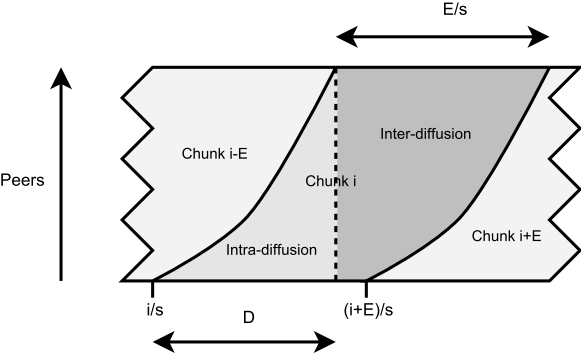 E/s
Inter-diffusion
Chunk i-E
Peers
Chunk i
Chunk i+E
Intra-diffusion
i/s
(i+E)/s
D